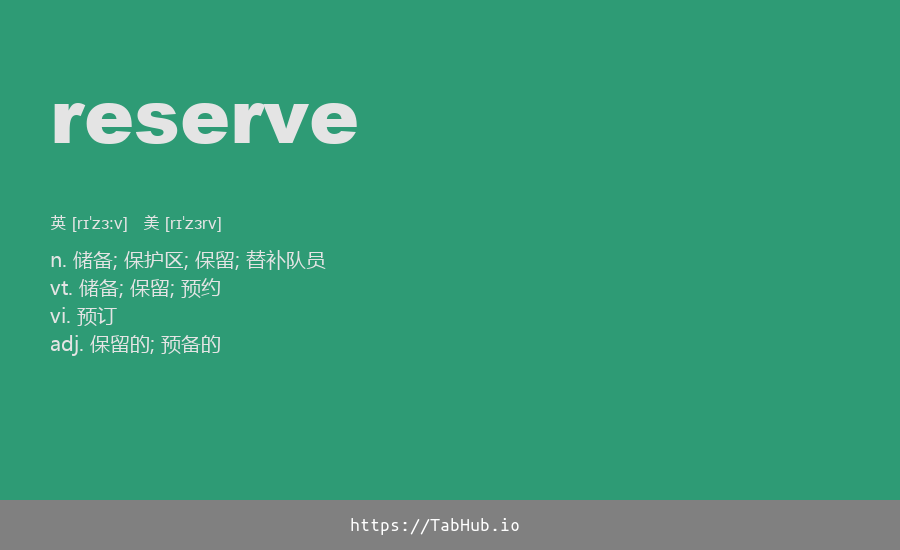 reserve
英 [rɪˈzɜːv] 美 [rɪˈzɜrv]
n. 储备; 保护区; 保留; 替补队员
vt. 储备; 保留; 预约
vi. 预订
adj. 保留的; 预备的
https://TabHub.io